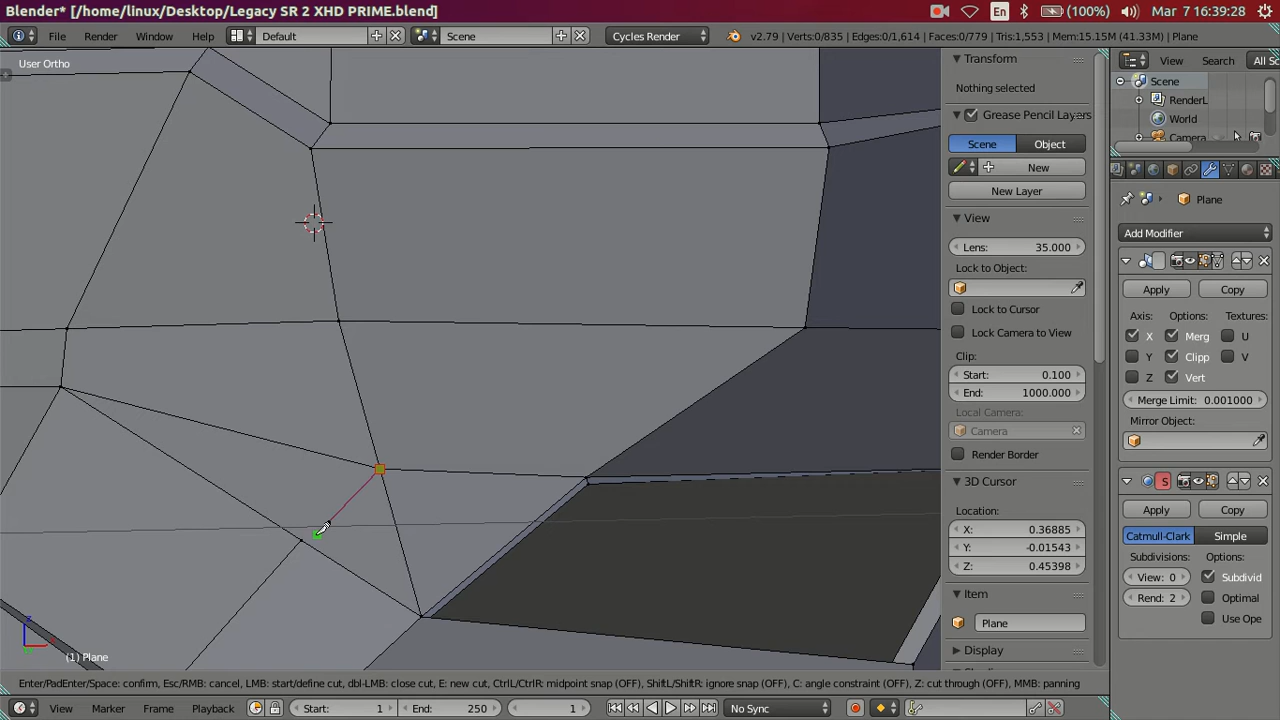 Blender* [/home/linux/Desktop/Legacy SR 2 XHD PRIME.blend]
En (100%) Mar 7 16:39:28
File Render Window Help Default Scene Cycles Render v2.79 | Verts:0/835 | Edges:0/1,614 | Faces:0/779 | Tris:1,553 | Mem:15.15M (41.33M) | Plane
User Ortho
Transform
Nothing selected
Grease Pencil Layers
Scene Object
New
New Layer
View
Lens: 35.000
Lock to Object:
Lock to Cursor
Lock Camera to View
Clip:
Start: 0.100
End: 1000.000
Local Camera:
Camera
Render Border
3D Cursor
Location:
X: 0.36885
Y: -0.01543
Z: 0.45398
Item
Plane
Display
View Search All Sc
Scene
RenderL
World
Camera
Plane
Add Modifier
Apply Copy
Axis: Options: Textures:
X Merg U
Y Clipp V
Z Vert
Merge Limit: 0.001000
Mirror Object:
S
Apply Copy
Catmull-Clark Simple
Subdivisions: Options:
View: 0 Subdivid
Rend: 2 Optimal
Use Ope
(1) Plane
Enter/PadEnter/Space: confirm, Esc/RMB: cancel, LMB: start/define cut, dbl-LMB: close cut, E: new cut, CtrlL/CtrlR: midpoint snap (OFF), ShiftL/ShiftR: ignore snap (OFF), C: angle constraint (OFF), Z: cut through (OFF), MMB: panning
View Marker Frame Playback Start: 1 End: 250 1 No Sync